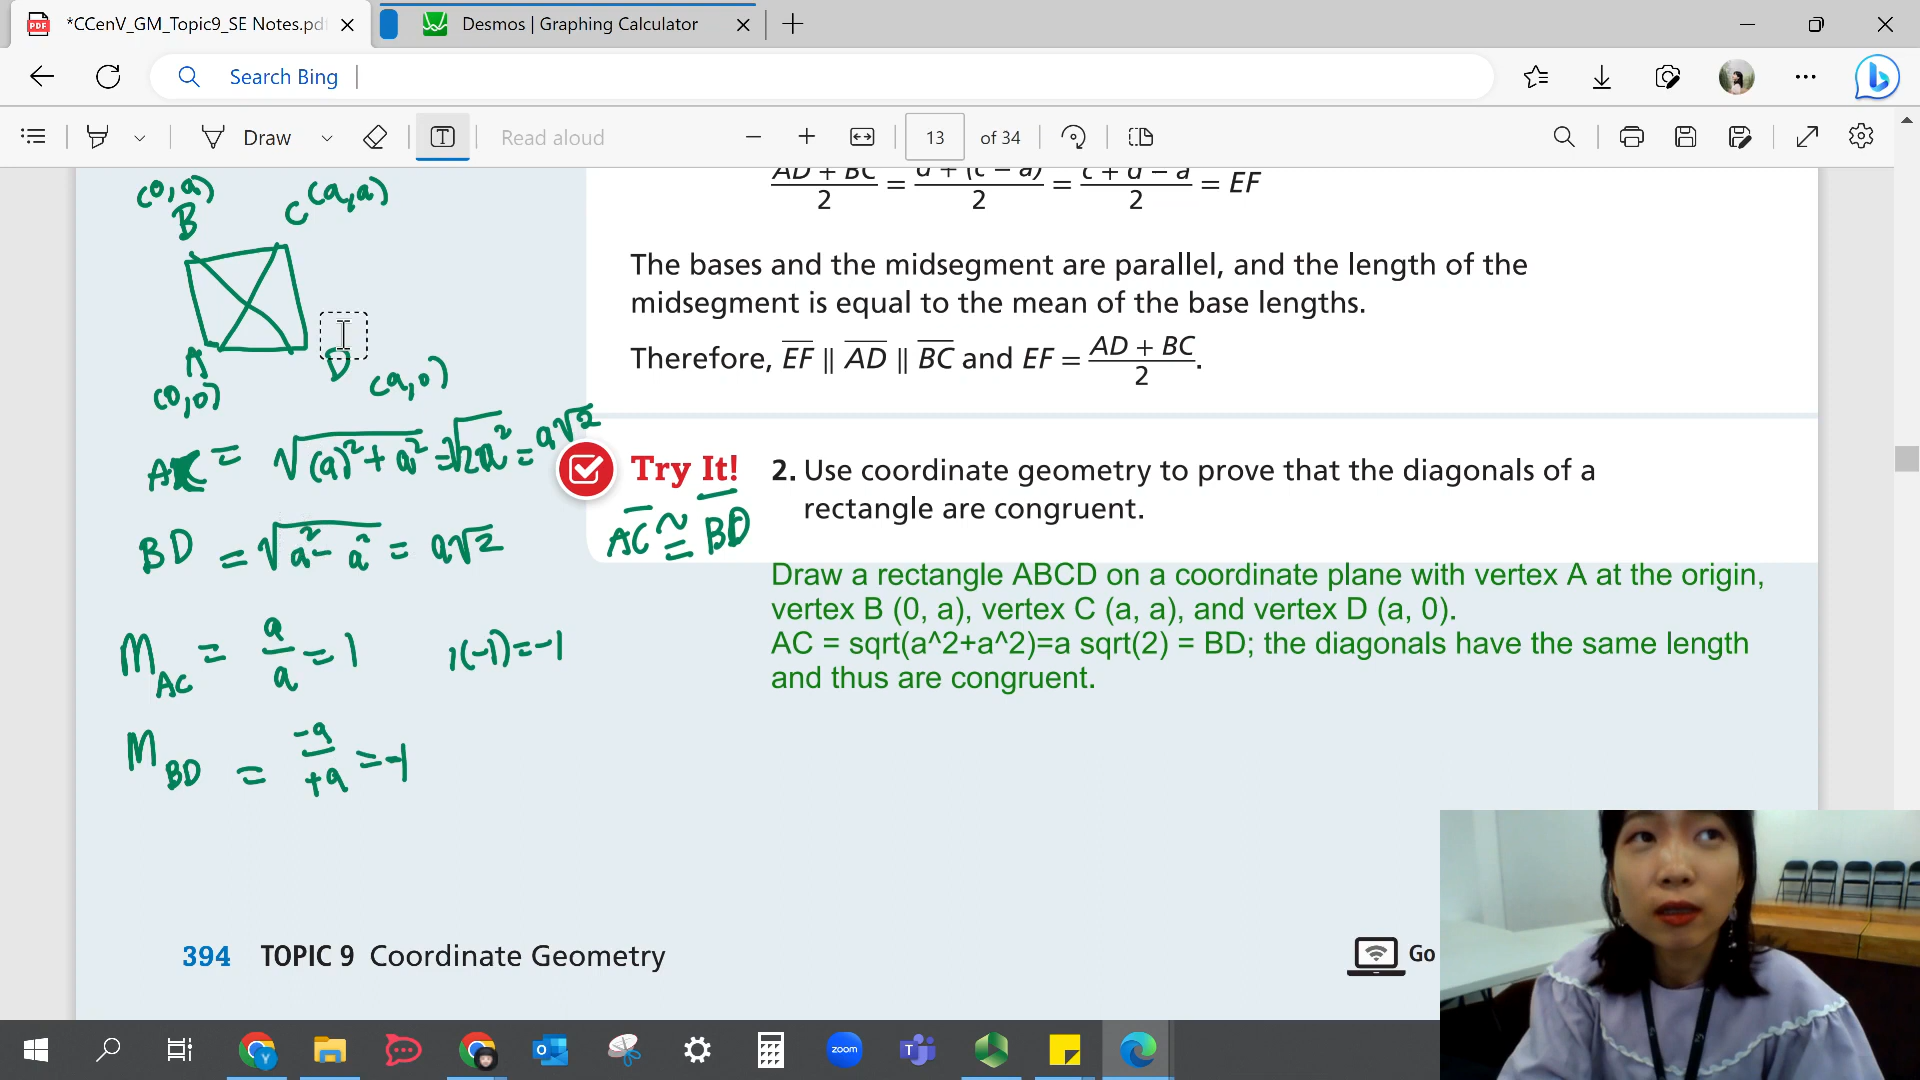 *CCenV_GM_Topic9_SE Notes.pdf
Desmos | Graphing Calculator
Search Bing
Draw
Read aloud
13
of 34
AD + BC / 2 = d + (c − a) / 2 = c + d − a / 2 = EF
The bases and the midsegment are parallel, and the length of the
midsegment is equal to the mean of the base lengths.
Therefore, EF ∥ AD ∥ BC and EF = AD + BC / 2.
Try It!
2. Use coordinate geometry to prove that the diagonals of a
rectangle are congruent.
AC ≅ BD
Draw a rectangle ABCD on a coordinate plane with vertex A at the origin,
vertex B (0, a), vertex C (a, a), and vertex D (a, 0).
AC = sqrt(a^2+a^2)=a sqrt(2) = BD; the diagonals have the same length
and thus are congruent.
(0,a)
B
C (a,a)
A
(0,0)
D
(a,0)
AC = √(a)²+a² = √2a² = a√2
BD = √a²-a² = a√2
M AC = a/a = 1
1(-1)=-1
M BD = -a/+a = -1
394 TOPIC 9 Coordinate Geometry
Go
zoom